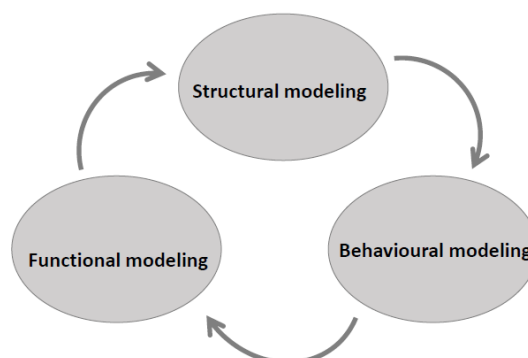 Structural modeling
Functional modeling
Behavioural modeling